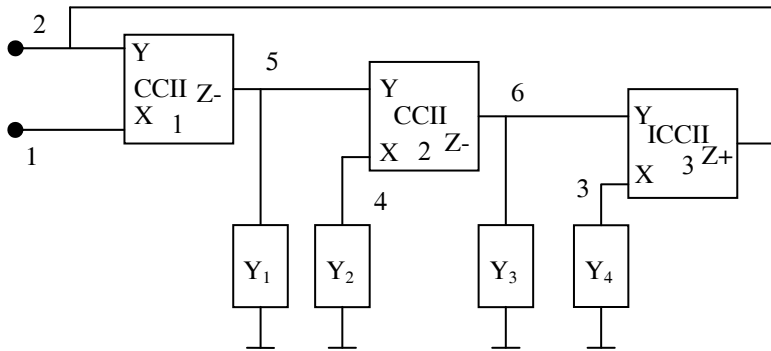 2
Y
CCII Z-
X
1
1
5
Y
CCII
Z-
X
2
4
6
Y
ICCII
Z+
X
3
3
Y₁
Y₂
Y₃
Y₄